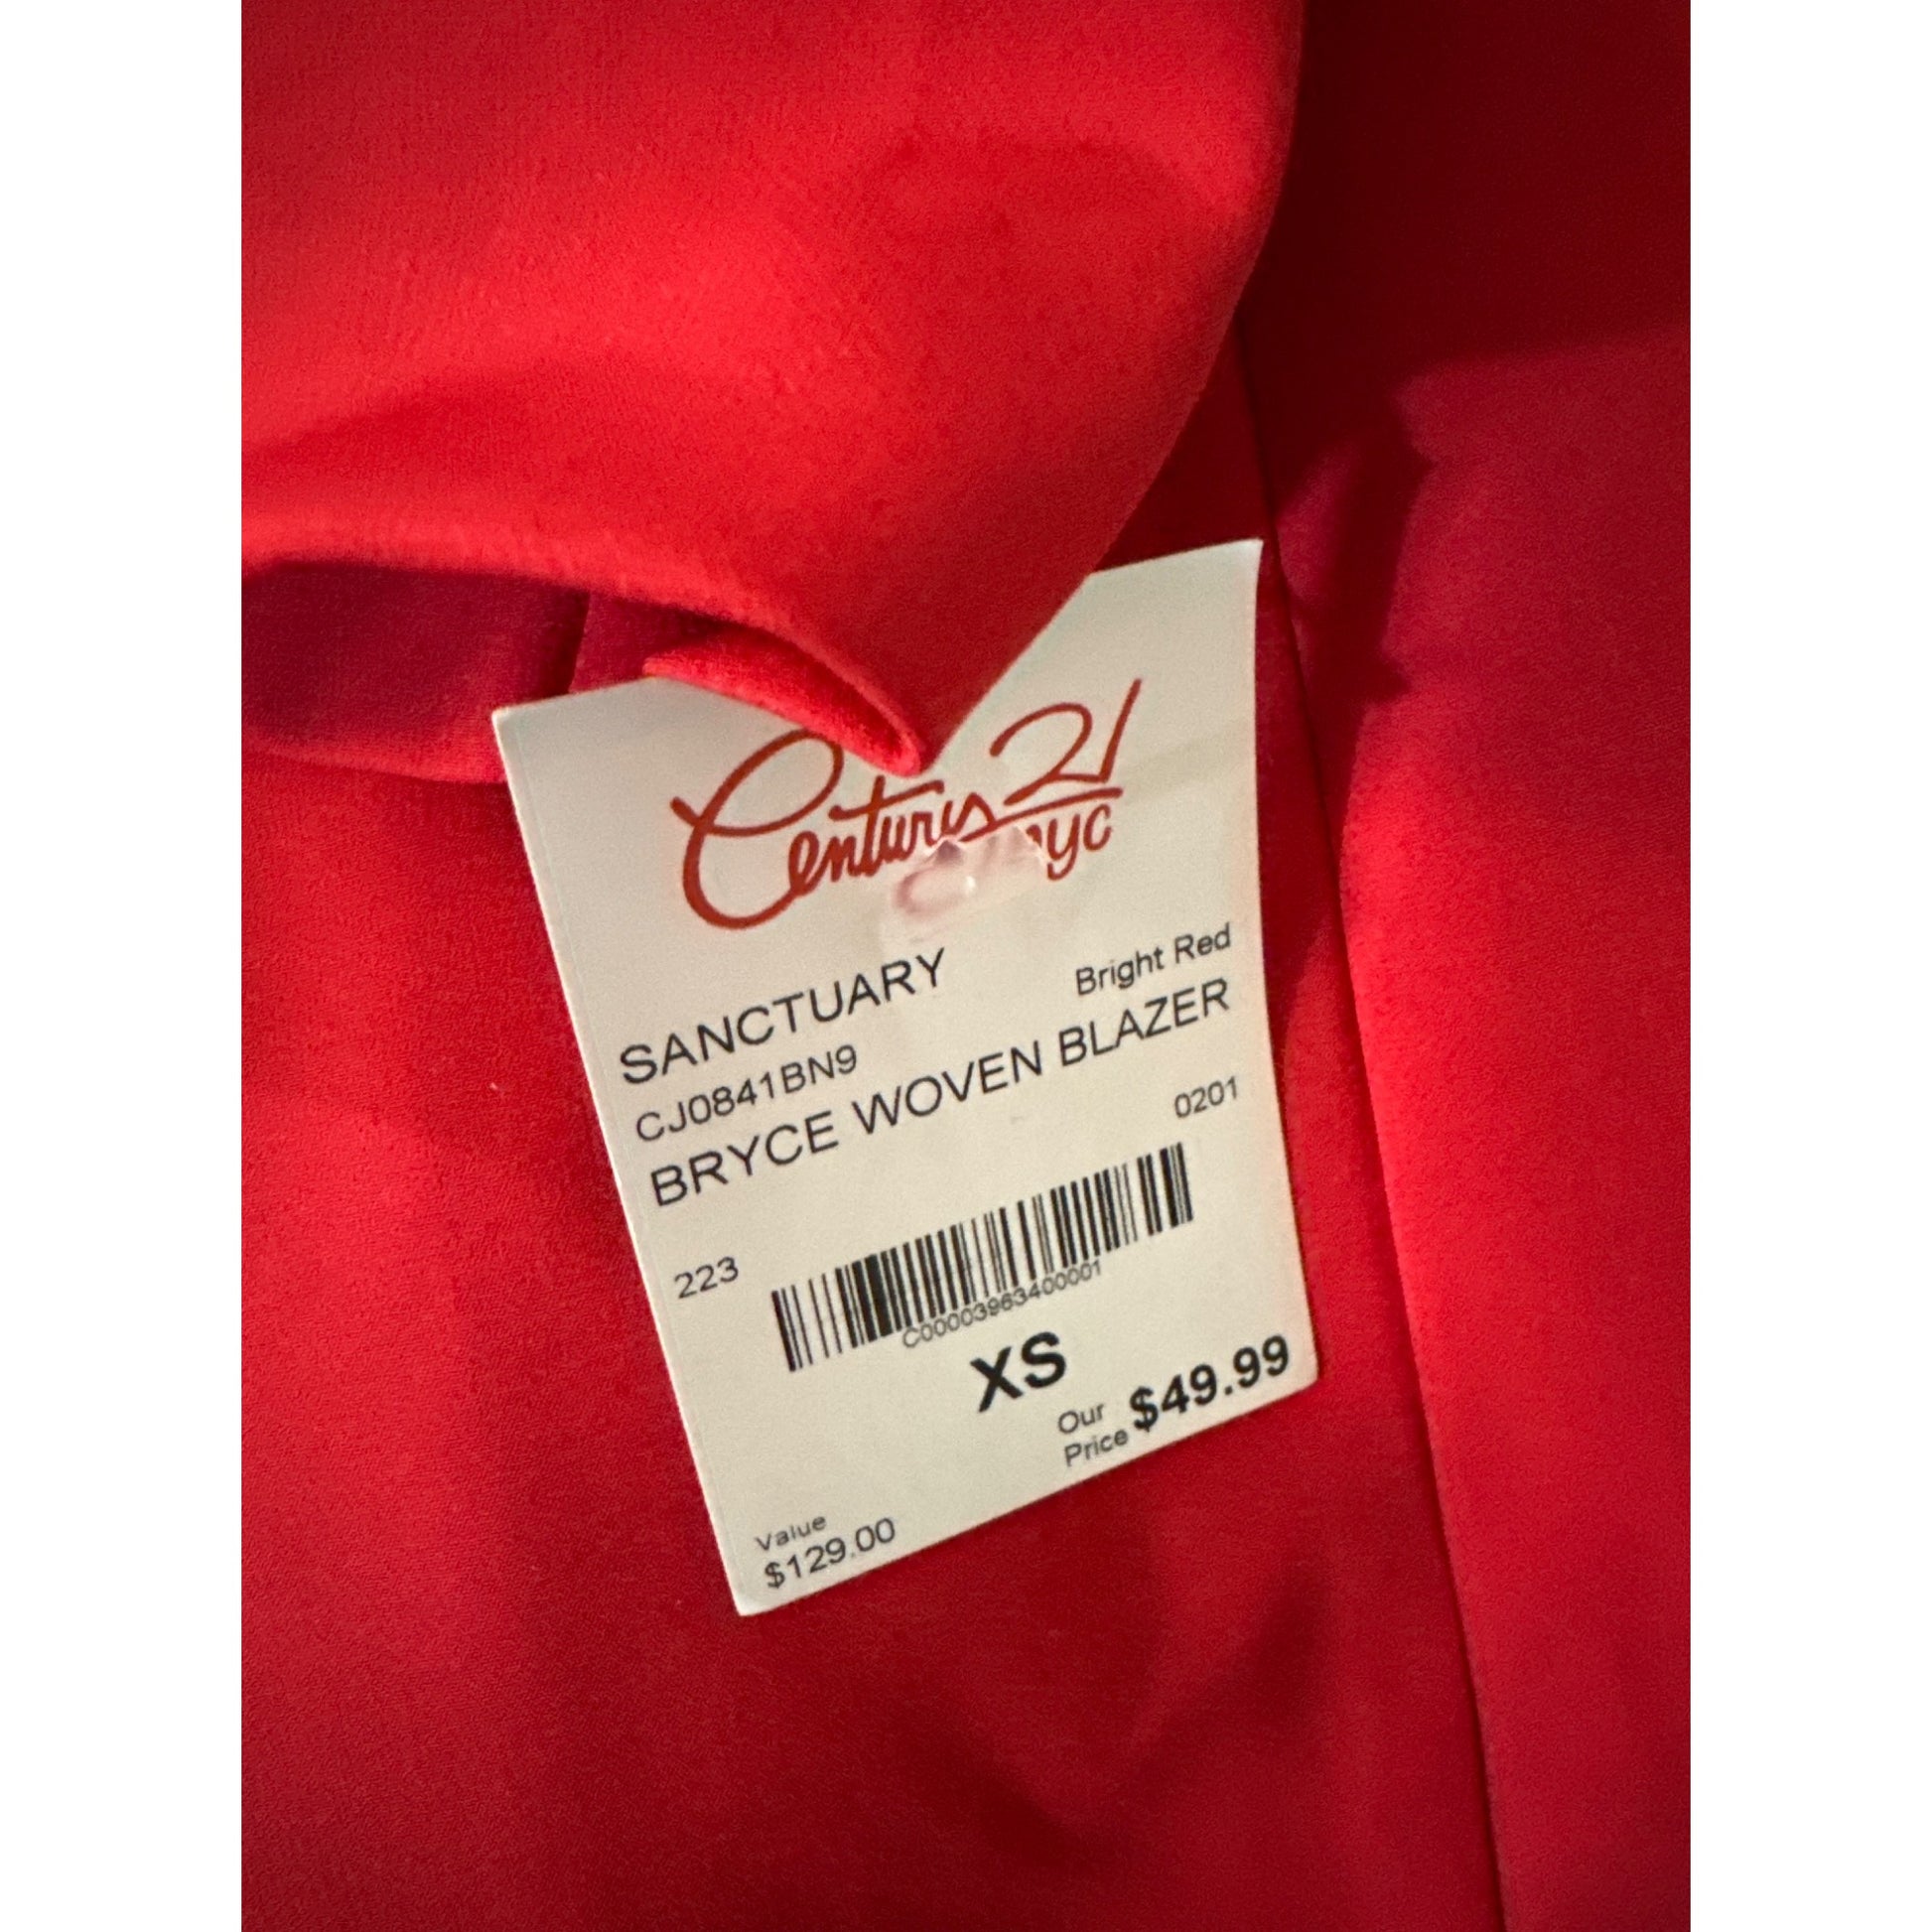 Century 21
nyc
SANCTUARY
Bright Red
CJ0841BN9
BRYCE WOVEN BLAZER
0201
223
C0000396340001
XS
Our
Price $49.99
Value
$129.00